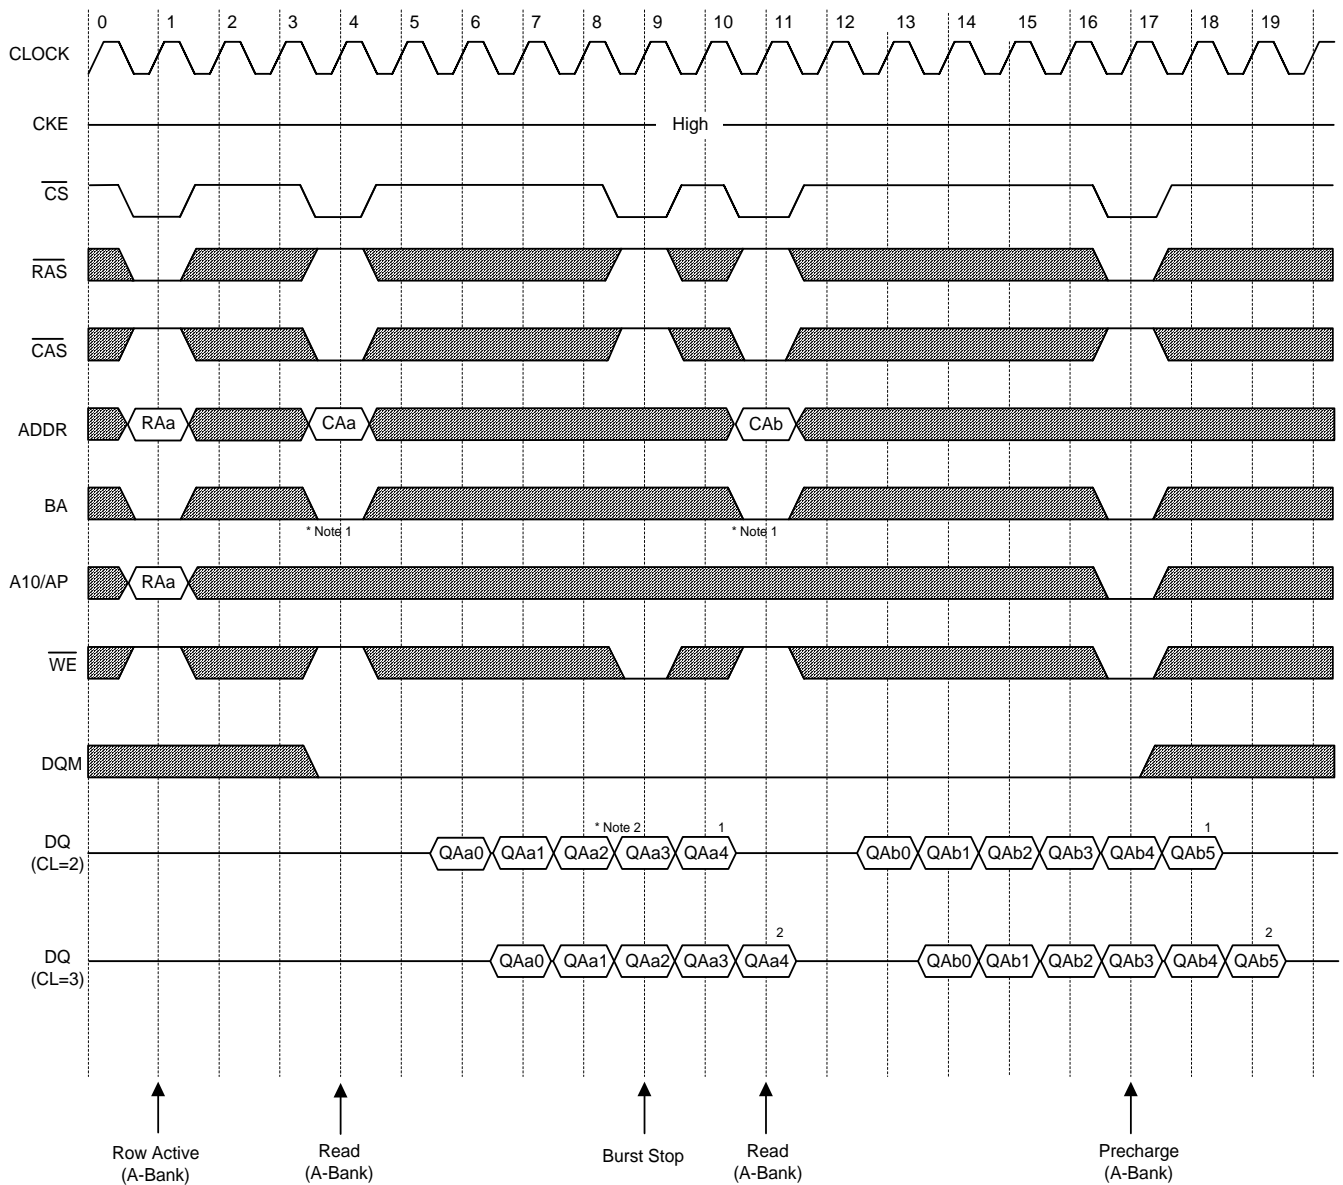 0 1 2 3 4 5 6 7 8 9 10 11 12 13 14 15 16 17 18 19
CLOCK
CKE High
CS
RAS
CAS
ADDR RAa CAa CAb
BA
* Note 1 * Note 1
A10/AP RAa
WE
DQM
* Note 2 1 1
DQ
(CL=2)
QAa0 QAa1 QAa2 QAa3 QAa4 QAb0 QAb1 QAb2 QAb3 QAb4 QAb5
2 2
DQ
(CL=3)
QAa0 QAa1 QAa2 QAa3 QAa4 QAb0 QAb1 QAb2 QAb3 QAb4 QAb5
Row Active
(A-Bank)
Read
(A-Bank)
Burst Stop
Read
(A-Bank)
Precharge
(A-Bank)